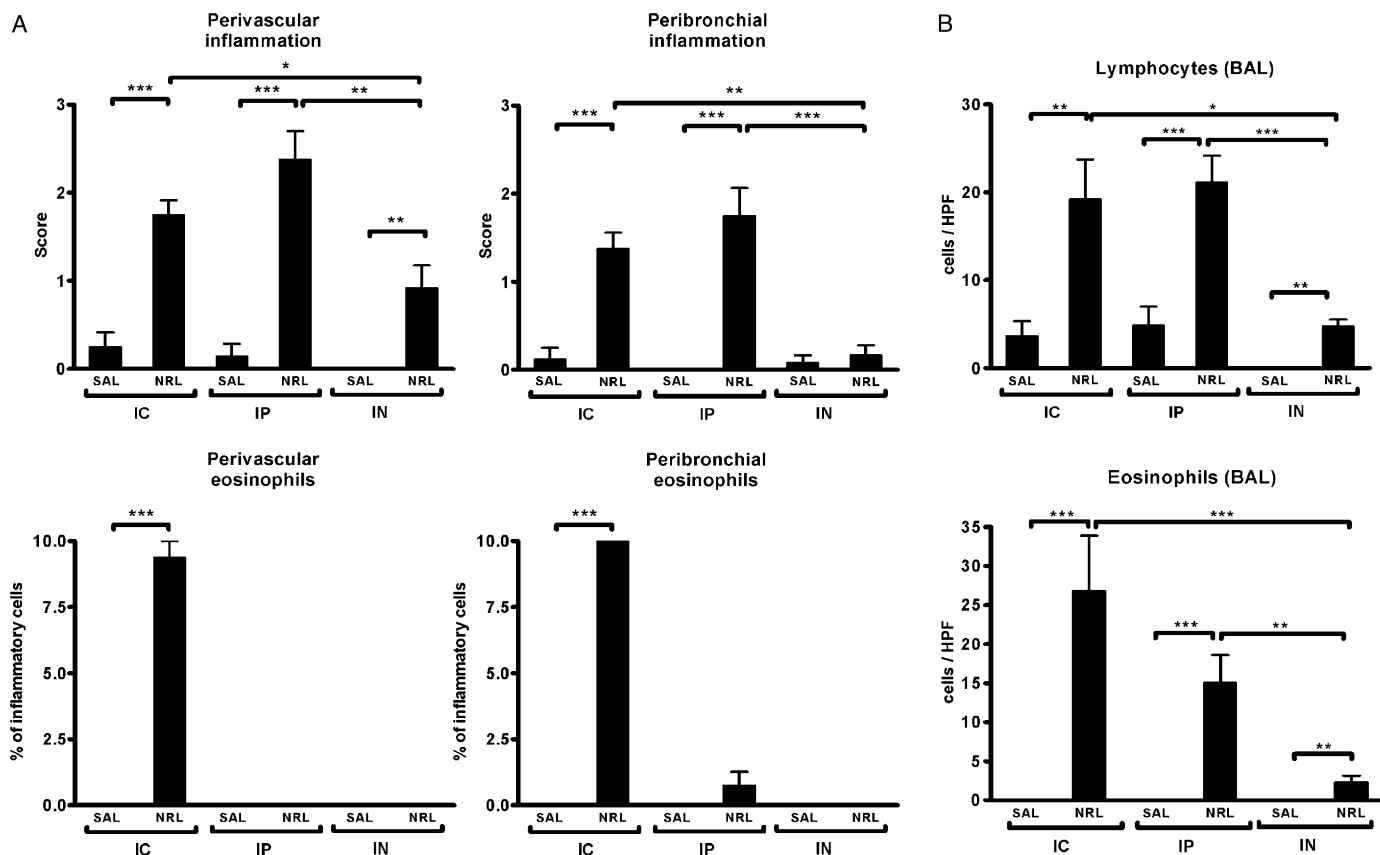 A
Perivascular
inflammation
*
***
***
**
**
3
2
1
0
Score
SAL
NRL
SAL
NRL
SAL
NRL
IC
IP
IN
Peribronchial
inflammation
**
***
***
***
3
2
1
0
Score
SAL
NRL
SAL
NRL
SAL
NRL
IC
IP
IN
B
Lymphocytes (BAL)
**
*
***
***
**
30
20
10
0
cells / HPF
SAL
NRL
SAL
NRL
SAL
NRL
IC
IP
IN
Perivascular
eosinophils
***
10.0
7.5
5.0
2.5
0.0
% of inflammatory cells
SAL
NRL
SAL
NRL
SAL
NRL
IC
IP
IN
Peribronchial
eosinophils
***
10.0
7.5
5.0
2.5
0.0
% of inflammatory cells
SAL
NRL
SAL
NRL
SAL
NRL
IC
IP
IN
Eosinophils (BAL)
***
***
***
**
**
35
30
25
20
15
10
5
0
cells / HPF
SAL
NRL
SAL
NRL
SAL
NRL
IC
IP
IN